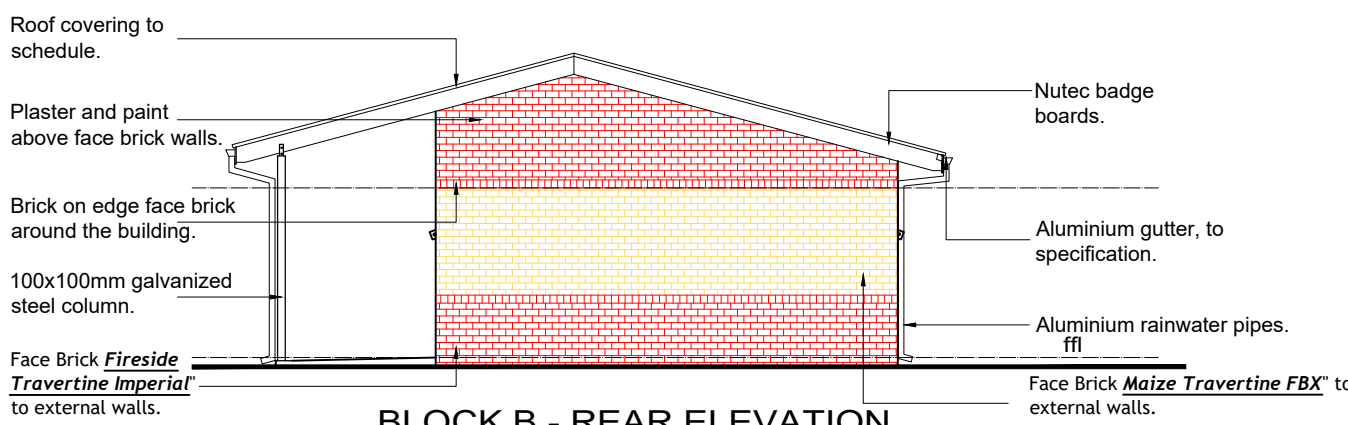 Roof covering to
schedule.
Plaster and paint
above face brick walls.
Brick on edge face brick
around the building.
100x100mm galvanized
steel column.
Face Brick Fireside
Travertine Imperial"
to external walls.
Nutec badge
boards.
Aluminium gutter, to
specification.
Aluminium rainwater pipes.
ffl
Face Brick Maize Travertine FBX" to
external walls.
BLOCK B - REAR ELEVATION